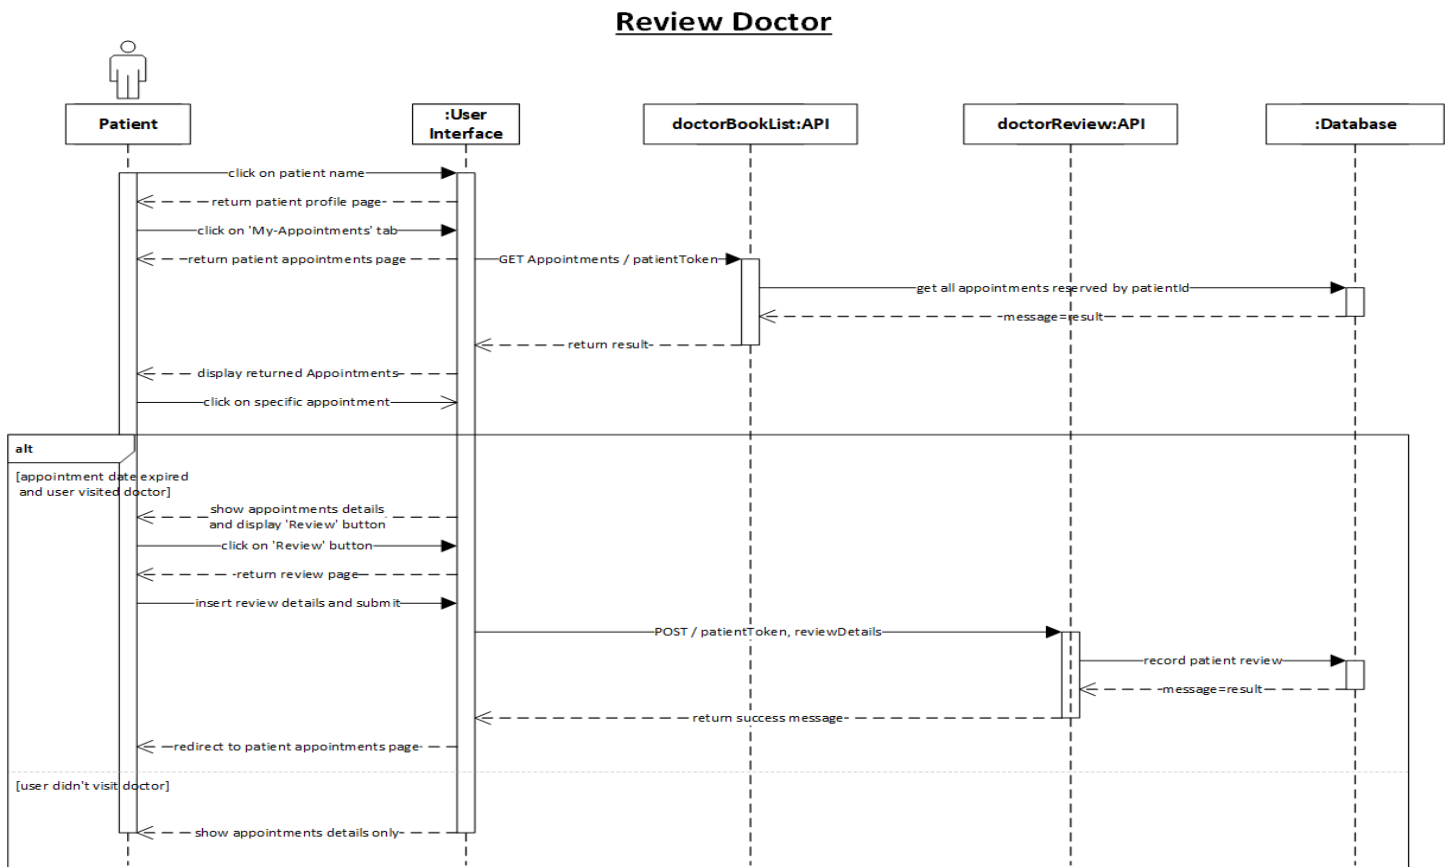 Review Doctor
Patient
:User
Interface
doctorBookList:API
doctorReview:API
:Database
click on patient name
return patient profile page
click on 'My-Appointments' tab
return patient appointments page
GET Appointments / patientToken
get all appointments reserved by patientId
message=result
return result
display returned Appointments
click on specific appointment
alt
[appointment date expired
and user visited doctor]
show appointments details
and display 'Review' button
click on 'Review' button
return review page
insert review details and submit
POST / patientToken, reviewDetails
record patient review
message=result
return success message
redirect to patient appointments page
[user didn't visit doctor]
show appointments details only